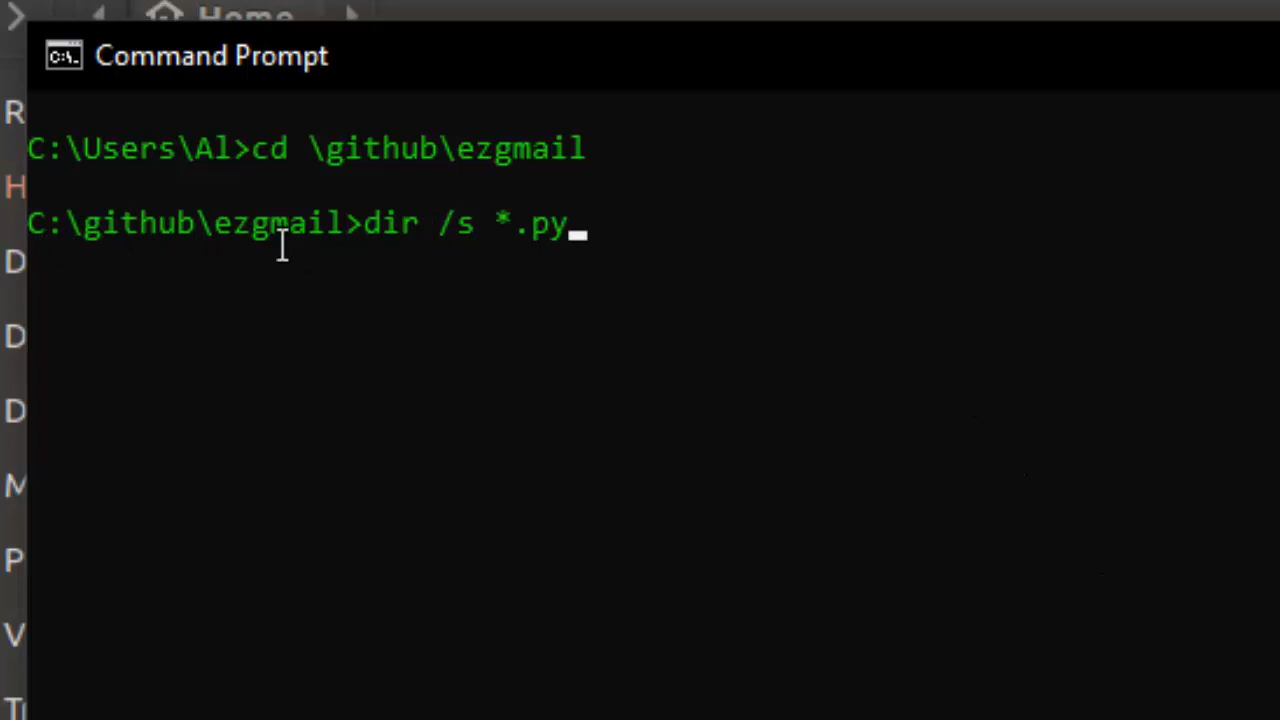 Home
Command Prompt
C:\Users\Al>cd \github\ezgmail
C:\github\ezgmail>dir /s *.py
R
H
D
D
D
M
P
V